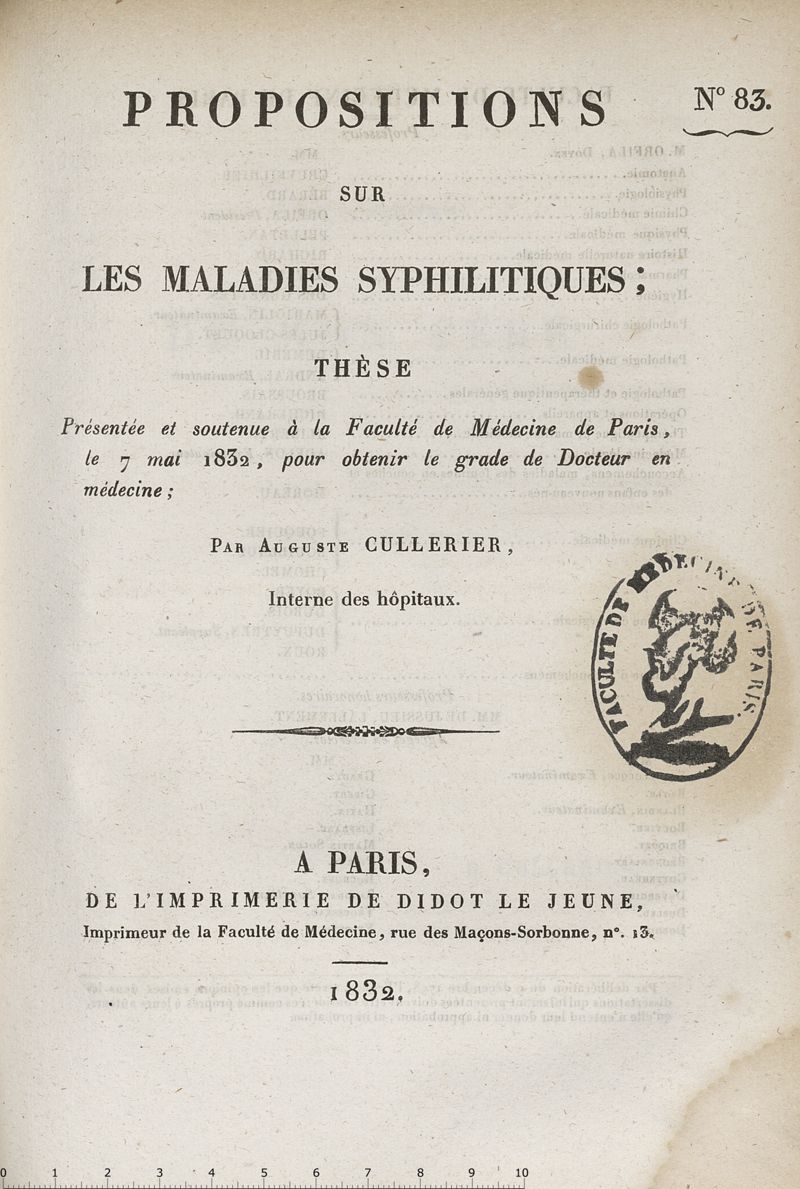 PROPOSITIONS
N° 83.
SUR
LES MALADIES SYPHILITIQUES;
THÈSE
Présentée et soutenue à la Faculté de Médecine de Paris,
le 7 mai 1832, pour obtenir le grade de Docteur en
médecine;
PAR AUGUSTE CULLERIER,
Interne des hôpitaux.
FACULTE DE MEDECINE DE PARIS.
A PARIS,
DE L'IMPRIMERIE DE DIDOT LE JEUNE,
Imprimeur de la Faculté de Médecine, rue des Maçons-Sorbonne, n°. 13.
1832.
0 1 2 3 4 5 6 7 8 9 10